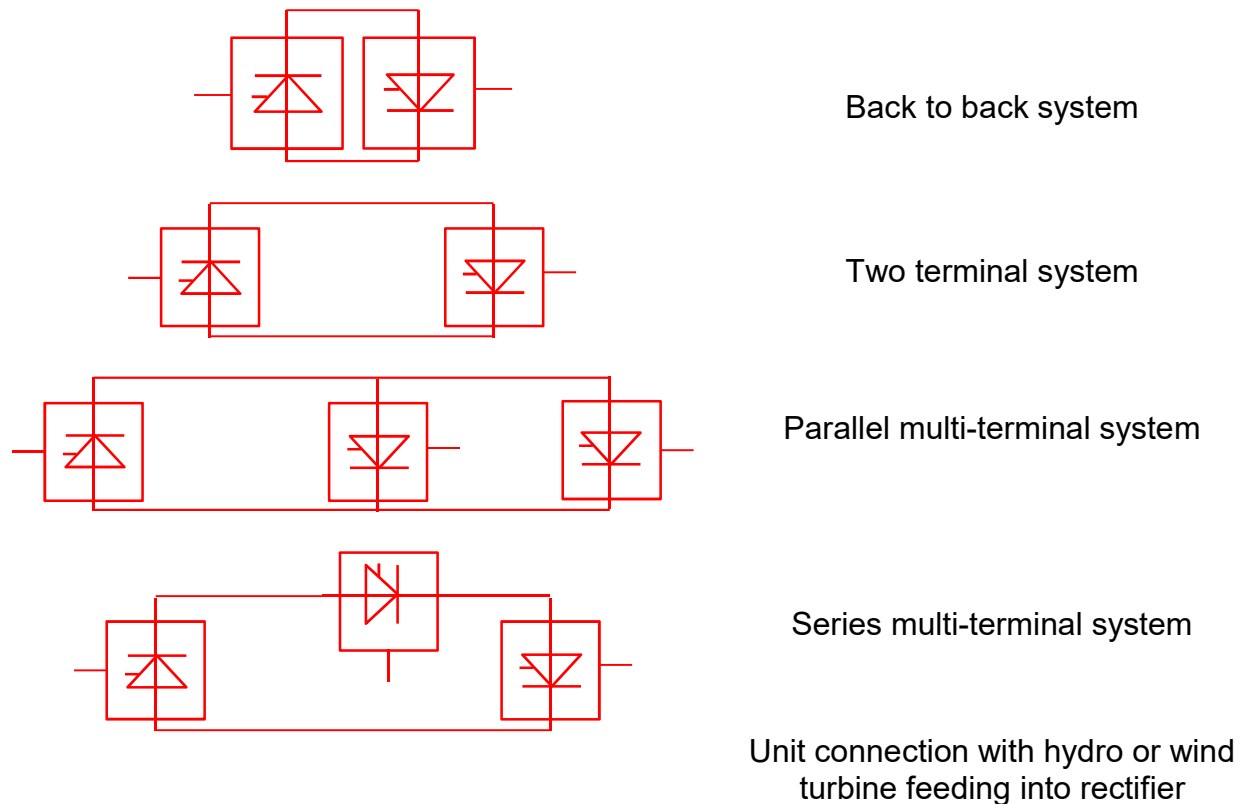 Back to back system
Two terminal system
Parallel multi-terminal system
Series multi-terminal system
Unit connection with hydro or wind
turbine feeding into rectifier